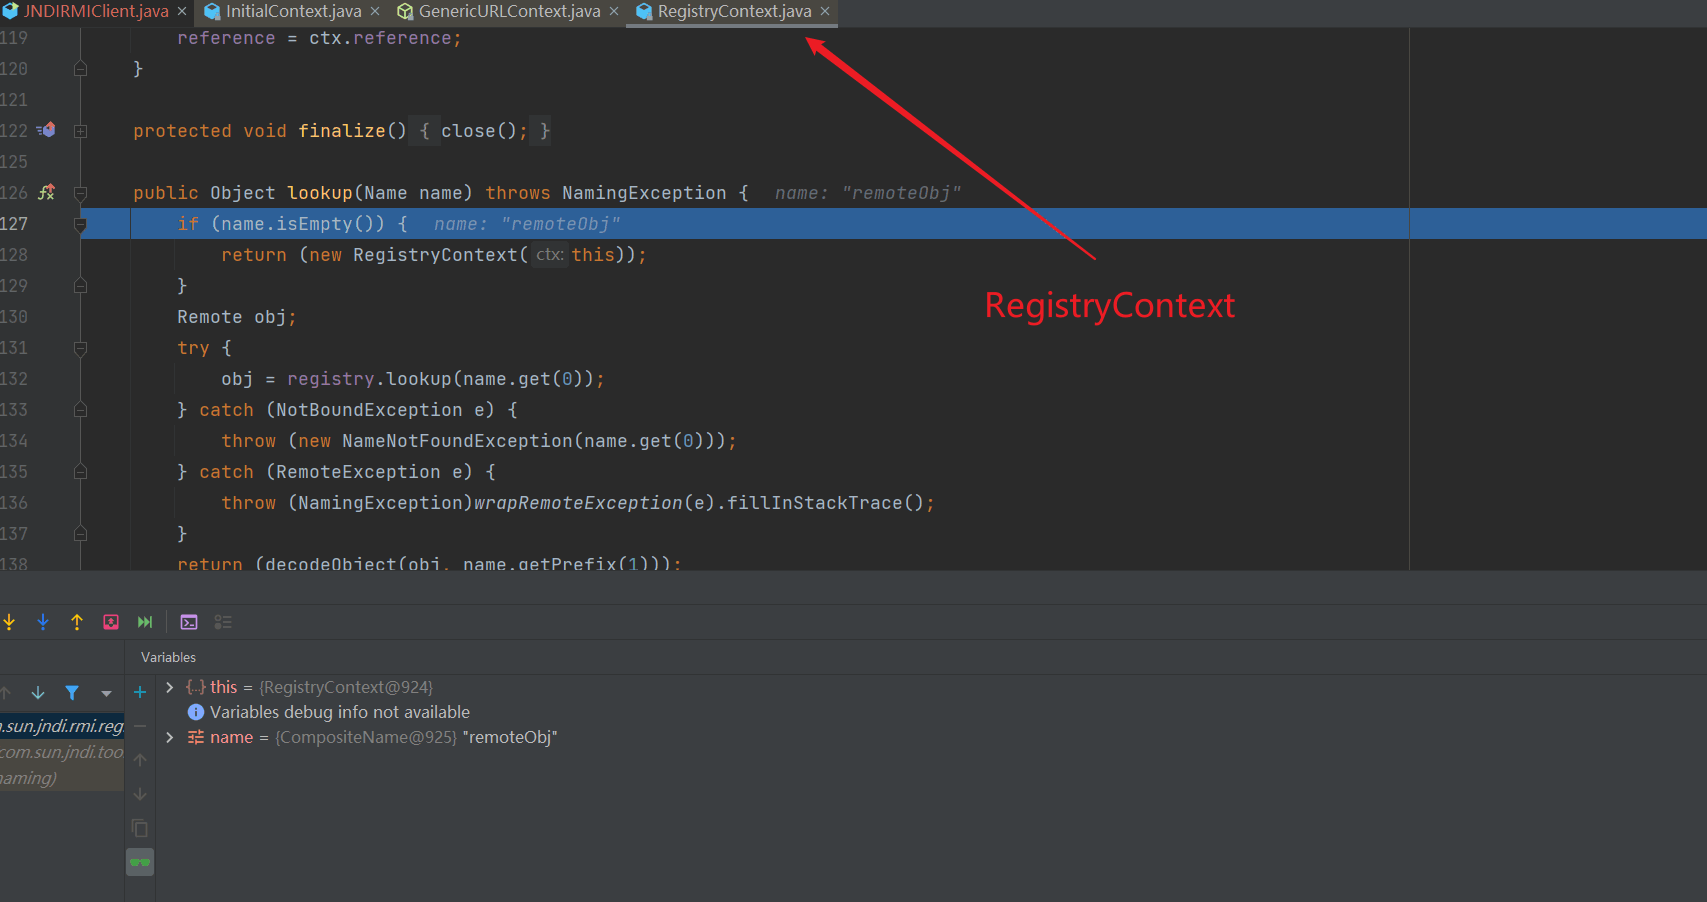 JNDIRMIClient.java × InitialContext.java × GenericURLContext.java × RegistryContext.java ×
119 reference = ctx.reference;
120 }
121
122 protected void finalize() { close(); }
125
126 public Object lookup(Name name) throws NamingException { name: "remoteObj"
127 if (name.isEmpty()) { name: "remoteObj"
128 return (new RegistryContext( ctx: this));
129 }
130 Remote obj;
131 try {
132 obj = registry.lookup(name.get(0));
133 } catch (NotBoundException e) {
134 throw (new NameNotFoundException(name.get(0)));
135 } catch (RemoteException e) {
136 throw (NamingException)wrapRemoteException(e).fillInStackTrace();
137 }
138 return (decodeObject(obj, name.getPrefix(1)));
RegistryContext
Variables
this = {RegistryContext@924}
Variables debug info not available
name = {CompositeName@925} "remoteObj"
.sun.jndi.rmi.reg
com.sun.jndi.too
naming)